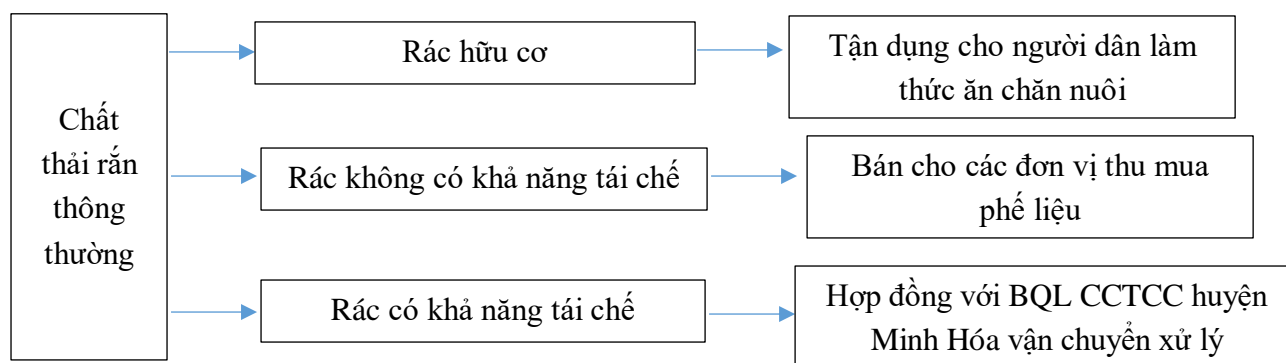 Chất
thải rắn
thông
thường
Rác hữu cơ
Tận dụng cho người dân làm
thức ăn chăn nuôi
Rác không có khả năng tái chế
Bán cho các đơn vị thu mua
phế liệu
Rác có khả năng tái chế
Hợp đồng với BQL CCTCC huyện
Minh Hóa vận chuyển xử lý